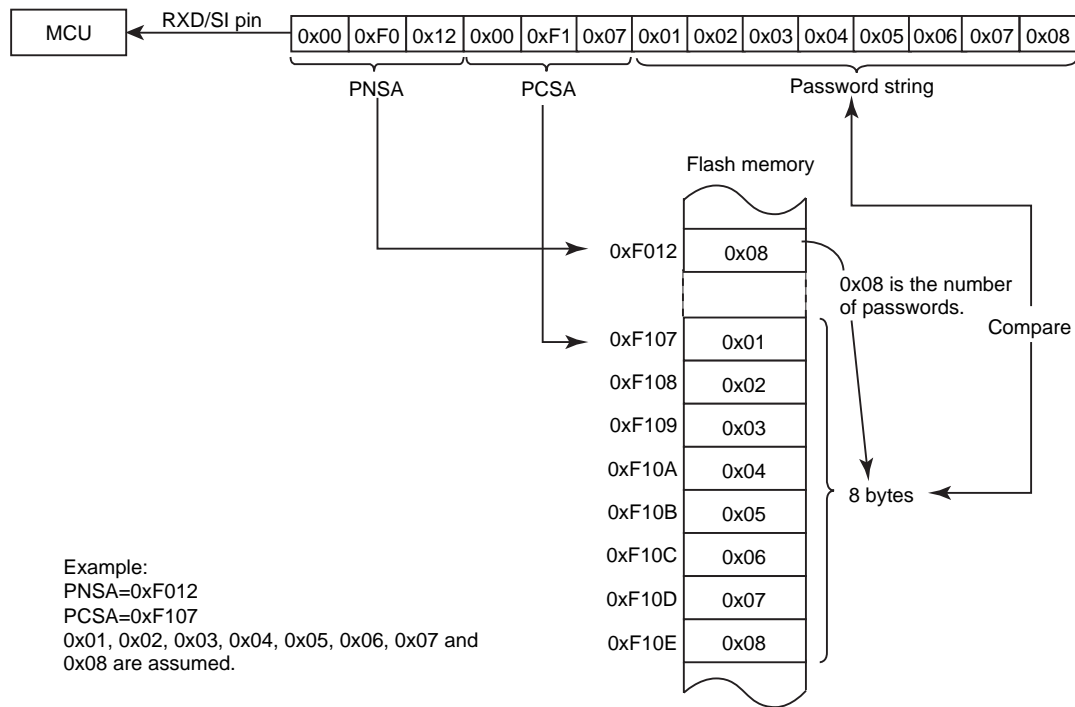 MCU
RXD/SI pin
0x00 0xF0 0x12 0x00 0xF1 0x07 0x01 0x02 0x03 0x04 0x05 0x06 0x07 0x08
PNSA
PCSA
Password string
Flash memory
0xF012 0x08
0x08 is the number
of passwords.
Compare
0xF107 0x01
0xF108 0x02
0xF109 0x03
0xF10A 0x04
0xF10B 0x05
0xF10C 0x06
0xF10D 0x07
0xF10E 0x08
8 bytes
Example:
PNSA=0xF012
PCSA=0xF107
0x01, 0x02, 0x03, 0x04, 0x05, 0x06, 0x07 and
0x08 are assumed.